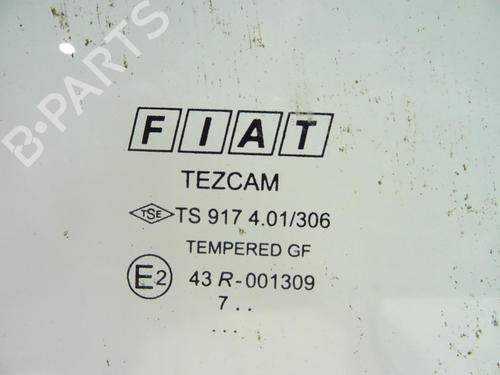 B-PARTS
FIAT
TEZCAM
TSE TS 917 4.01/306
TEMPERED GF
E2 43 R-001309
7 . .
. . .